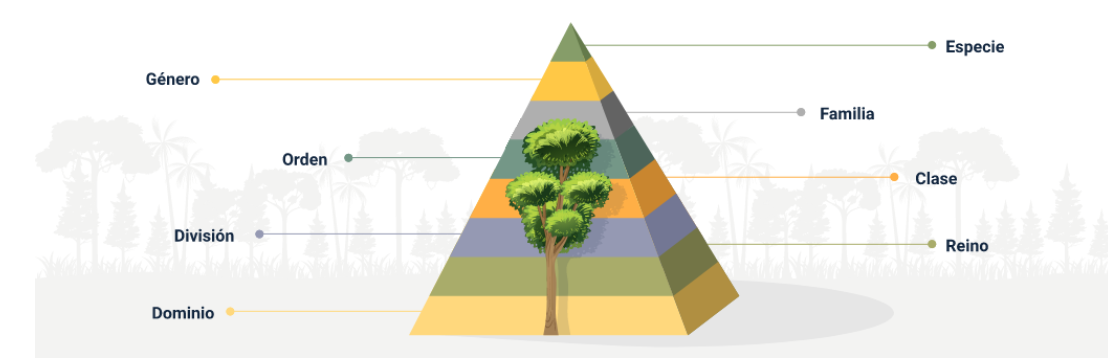 Especie
Género
Familia
Orden
Clase
División
Reino
Dominio